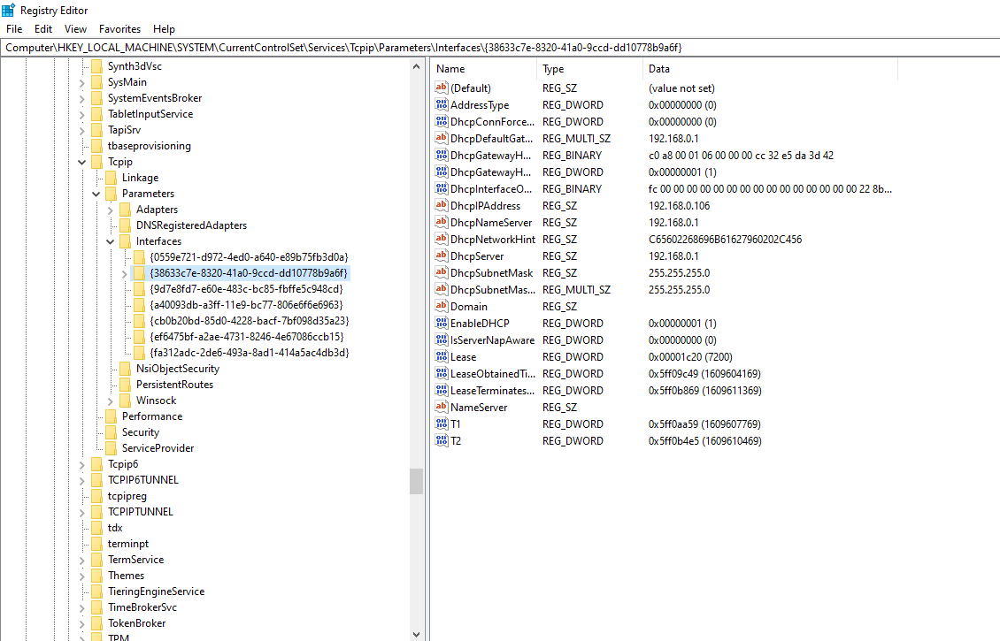 Registry Editor
File Edit View Favorites Help
Computer\HKEY_LOCAL_MACHINE\SYSTEM\CurrentControlSet\Services\Tcpip\Parameters\Interfaces\{38633c7e-8320-41a0-9ccd-dd10778b9a6f}
Synth3dVsc
SysMain
SystemEventsBroker
TabletInputService
TapiSrv
tbaseprovisioning
Tcpip
Linkage
Parameters
Adapters
DNSRegisteredAdapters
Interfaces
{0559e721-d972-4ed0-a640-e89b75fb3d0a}
{38633c7e-8320-41a0-9ccd-dd10778b9a6f}
{9d7e8fd7-e60e-483c-bc85-fbffe5c948cd}
{a40093db-a3ff-11e9-bc77-806e6f6e6963}
{cb0b20bd-85d0-4228-bacf-7bf098d35a23}
{ef6475bf-a2ae-4731-8246-4e67086ccb15}
{fa312adc-2de6-493a-8ad1-414a5ac4db3d}
NsiObjectSecurity
PersistentRoutes
Winsock
Performance
Security
ServiceProvider
Tcpip6
TCPIP6TUNNEL
tcpipreg
TCPIPTUNNEL
tdx
terminpt
TermService
Themes
TieringEngineService
TimeBrokerSvc
TokenBroker
TPM
Name Type Data
(Default) REG_SZ (value not set)
AddressType REG_DWORD 0x00000000 (0)
DhcpConnForce... REG_DWORD 0x00000000 (0)
DhcpDefaultGat... REG_MULTI_SZ 192.168.0.1
DhcpGatewayH... REG_BINARY c0 a8 00 01 06 00 00 00 cc 32 e5 da 3d 42
DhcpGatewayH... REG_DWORD 0x00000001 (1)
DhcpInterfaceO... REG_BINARY fc 00 00 00 00 00 00 00 00 00 00 00 00 00 00 00 22 8b...
DhcpIPAddress REG_SZ 192.168.0.106
DhcpNameServer REG_SZ 192.168.0.1
DhcpNetworkHint REG_SZ C65602268696B61627960202C456
DhcpServer REG_SZ 192.168.0.1
DhcpSubnetMask REG_SZ 255.255.255.0
DhcpSubnetMas... REG_MULTI_SZ 255.255.255.0
Domain REG_SZ
EnableDHCP REG_DWORD 0x00000001 (1)
IsServerNapAware REG_DWORD 0x00000000 (0)
Lease REG_DWORD 0x00001c20 (7200)
LeaseObtainedTi... REG_DWORD 0x5ff09c49 (1609604169)
LeaseTerminates... REG_DWORD 0x5ff0b869 (1609611369)
NameServer REG_SZ
T1 REG_DWORD 0x5ff0aa59 (1609607769)
T2 REG_DWORD 0x5ff0b4e5 (1609610469)